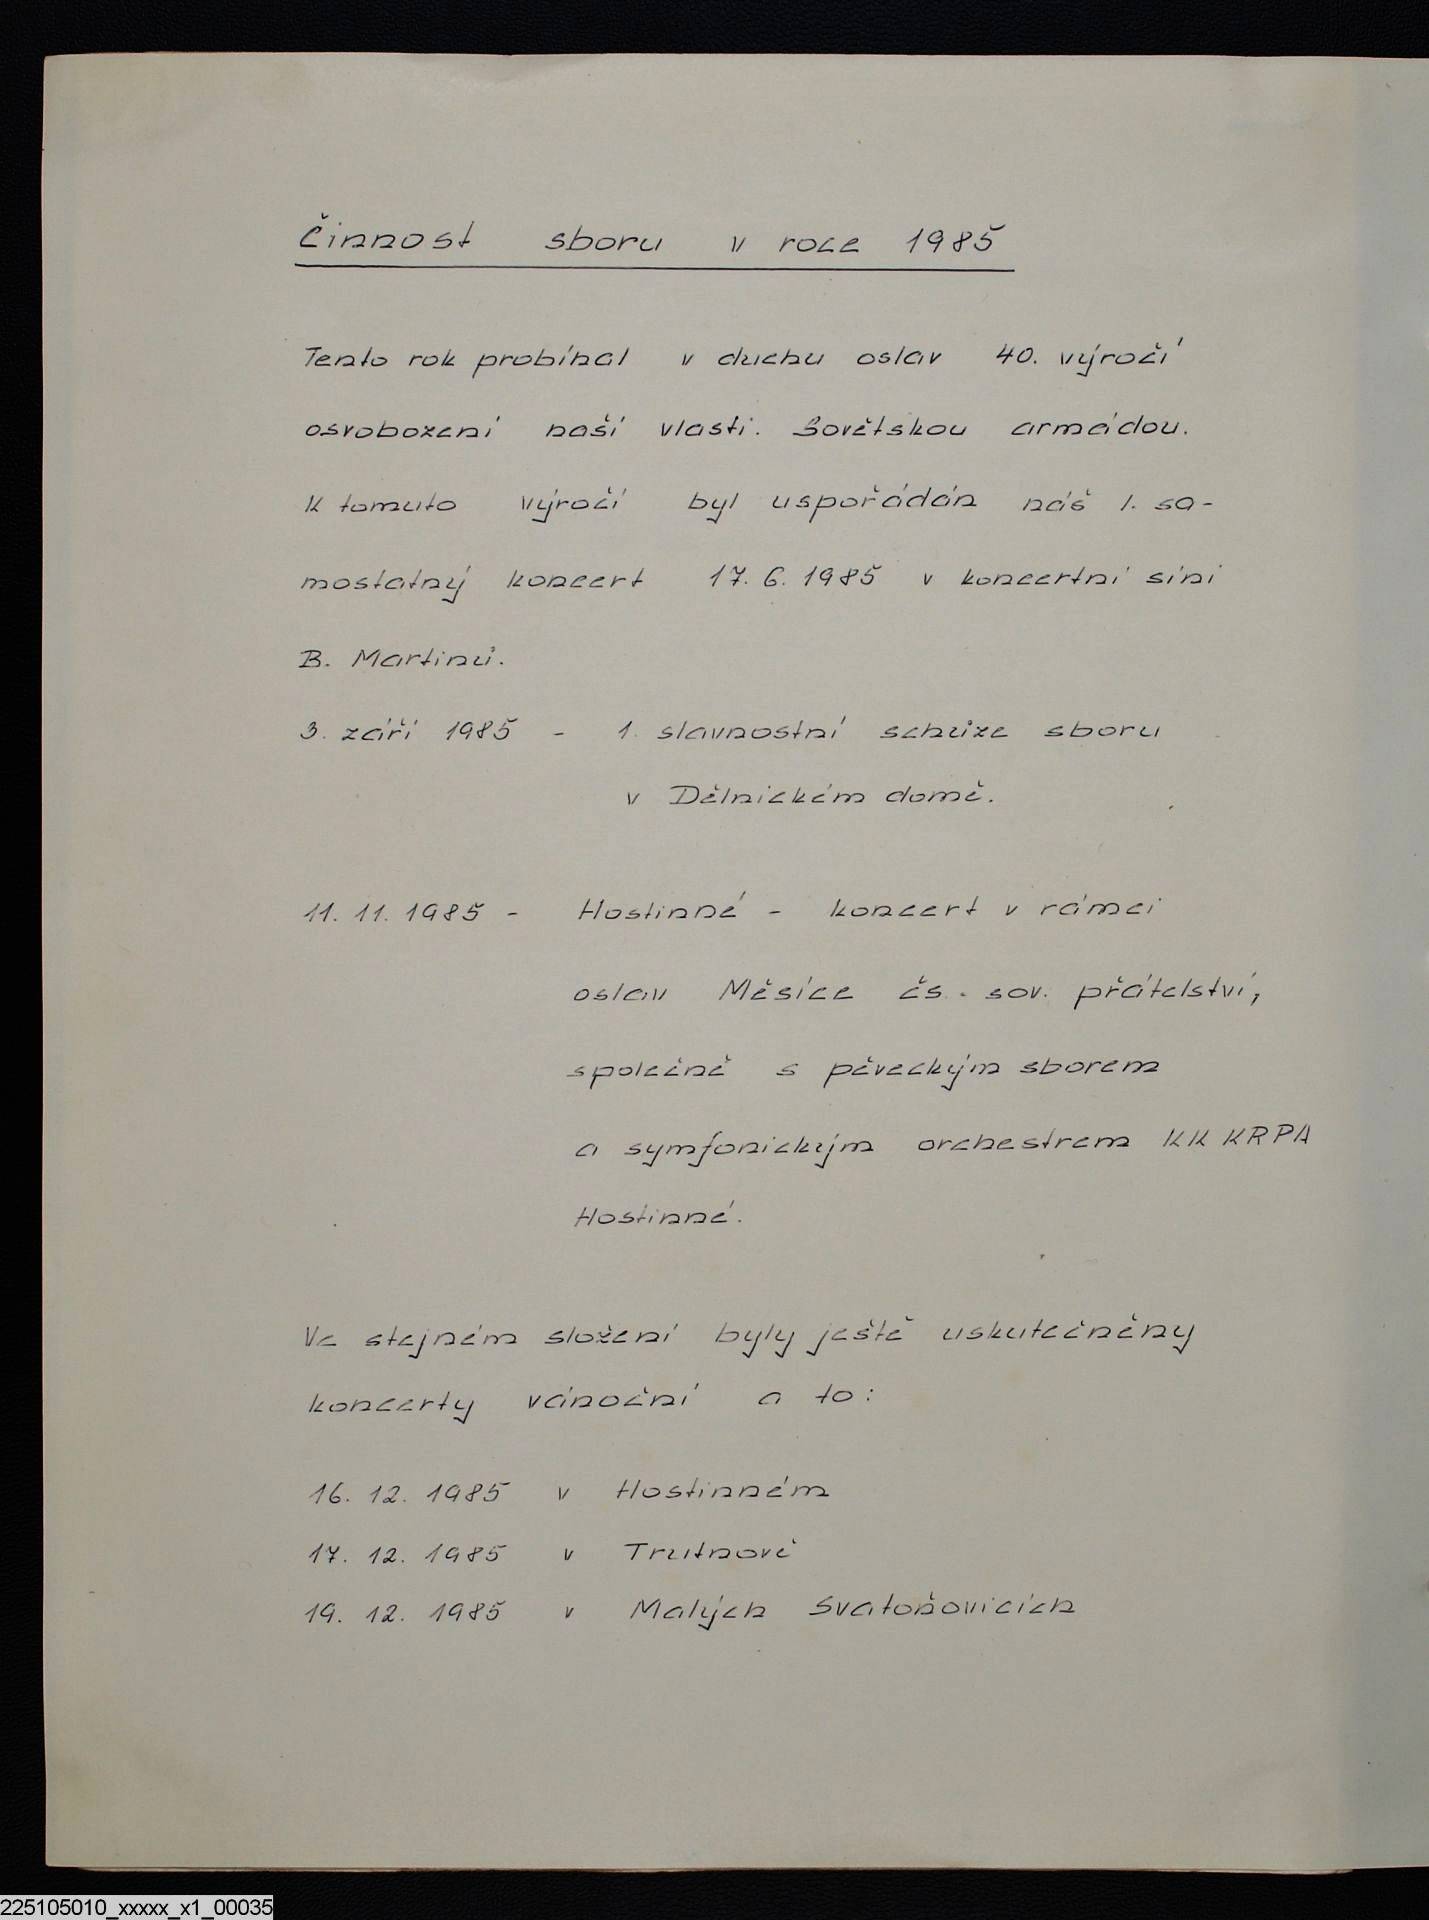 Činnost sboru v roce 1985
Tento rok probíhal v duchu oslav 40. výročí
osvobození naší vlasti. Sovětskou armádou.
K tomuto výročí byl uspořádán náš 1. sa-
mostatný koncert 17. 6. 1985 v koncertní síni
B. Martinů.
3. září 1985 - 1. slavnostní schůze sboru
v Dělnickém domě.
11. 11. 1985 - Hostinné - koncert v rámci
oslav Měsíce čs. sov. přátelství,
společně s pěveckým sborem
a symfonickým orchestrem KK KRPA
Hostinné.
Ve stejném složení byly ještě uskutečněny
koncerty vánoční a to:
16. 12. 1985 v Hostinném
17. 12. 1985 v Trutnově
19. 12. 1985 v Malých Svatoňovicích
225105010_xxxxx_x1_00035